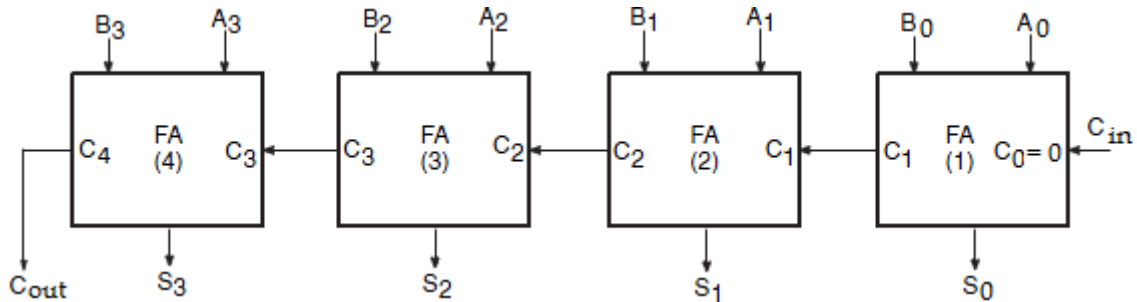 B3 A3 B2 A2 B1 A1 B0 A0
FA FA FA FA Cin
C4 C3 C3 C2 C2 C1 C1 C0 = 0
(4) (3) (2) (1)
Cout S3 S2 S1 S0